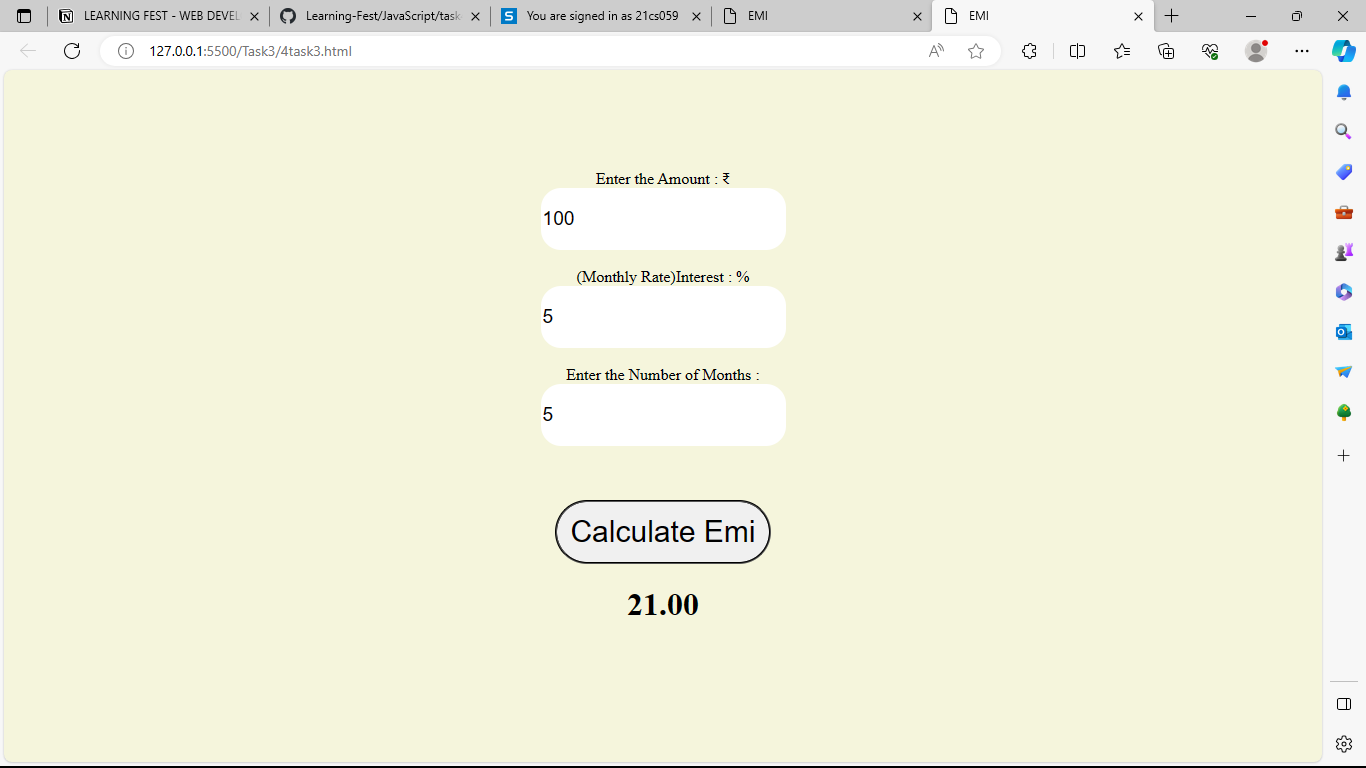 LEARNING FEST - WEB DEVEL
Learning-Fest/JavaScript/task
S You are signed in as 21cs059
EMI
EMI
127.0.0.1:5500/Task3/4task3.html
Enter the Amount : ₹
100
(Monthly Rate)Interest : %
5
Enter the Number of Months :
5
Calculate Emi
21.00